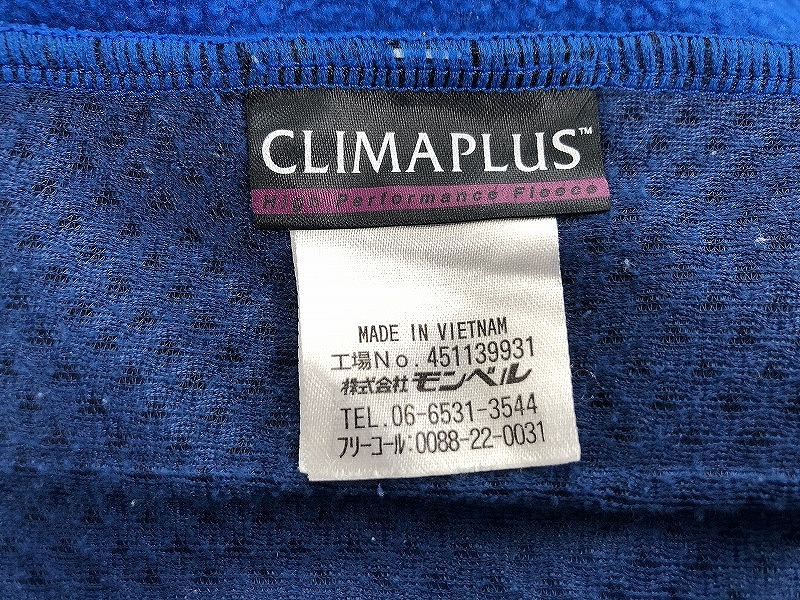 CLIMAPLUS™
High Performance Fleece
MADE IN VIETNAM
工場No. 451139931
株式会社 モンベル
TEL. 06-6531-3544
フリーコール:0088-22-0031